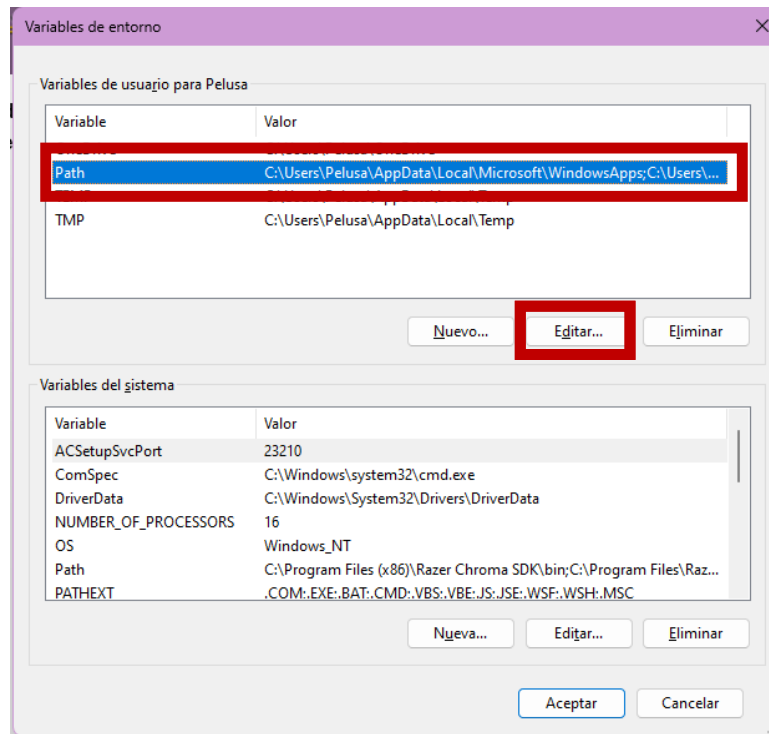 Variables de entorno
Variables de usuario para Pelusa
Variable Valor
Path C:\Users\Pelusa\AppData\Local\Microsoft\WindowsApps;C:\Users\...
TMP C:\Users\Pelusa\AppData\Local\Temp
Nuevo... Editar... Eliminar
Variables del sistema
Variable Valor
ACSetupSvcPort 23210
ComSpec C:\Windows\system32\cmd.exe
DriverData C:\Windows\System32\Drivers\DriverData
NUMBER_OF_PROCESSORS 16
OS Windows_NT
Path C:\Program Files (x86)\Razer Chroma SDK\bin;C:\Program Files\Raz...
PATHEXT .COM;.EXE;.BAT;.CMD;.VBS;.VBE;.JS;.JSE;.WSF;.WSH;.MSC
Nueva... Editar... Eliminar
Aceptar Cancelar